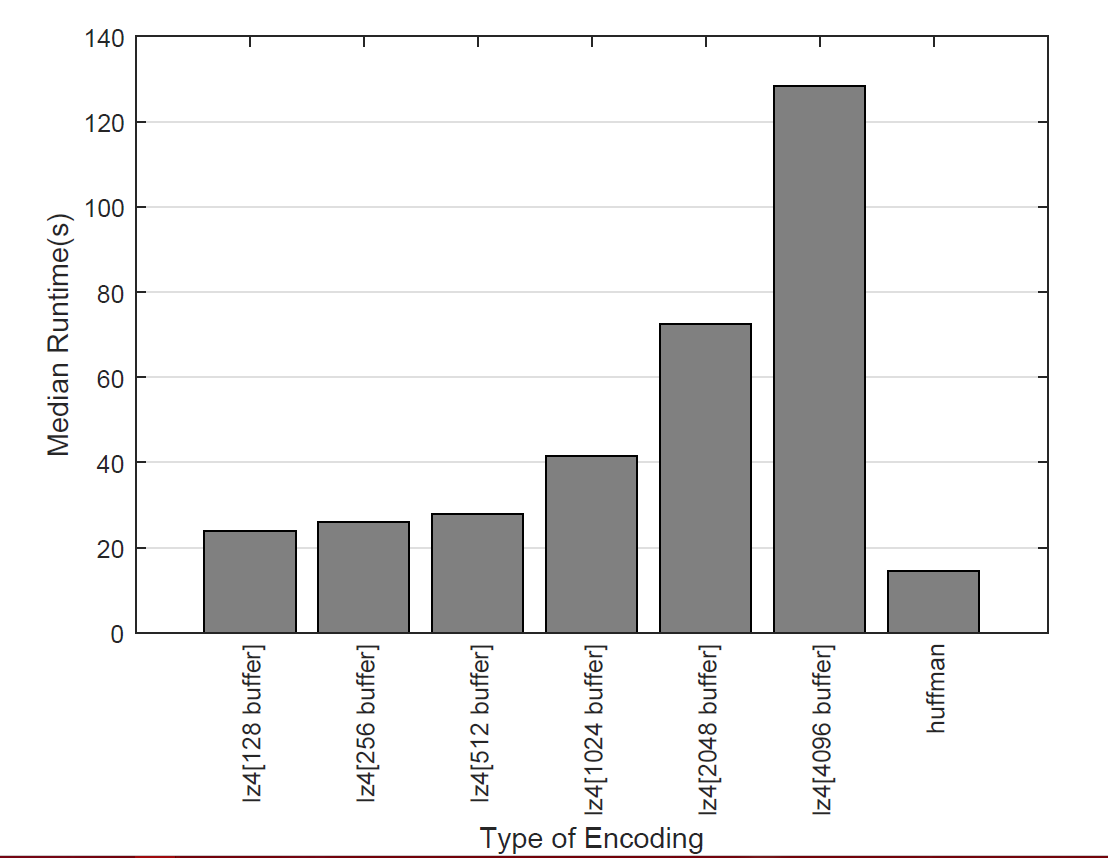 140
120
100
80
60
40
20
0
Median Runtime(s)
lz4[128 buffer]
lz4[256 buffer]
lz4[512 buffer]
lz4[1024 buffer]
lz4[2048 buffer]
lz4[4096 buffer]
huffman
Type of Encoding